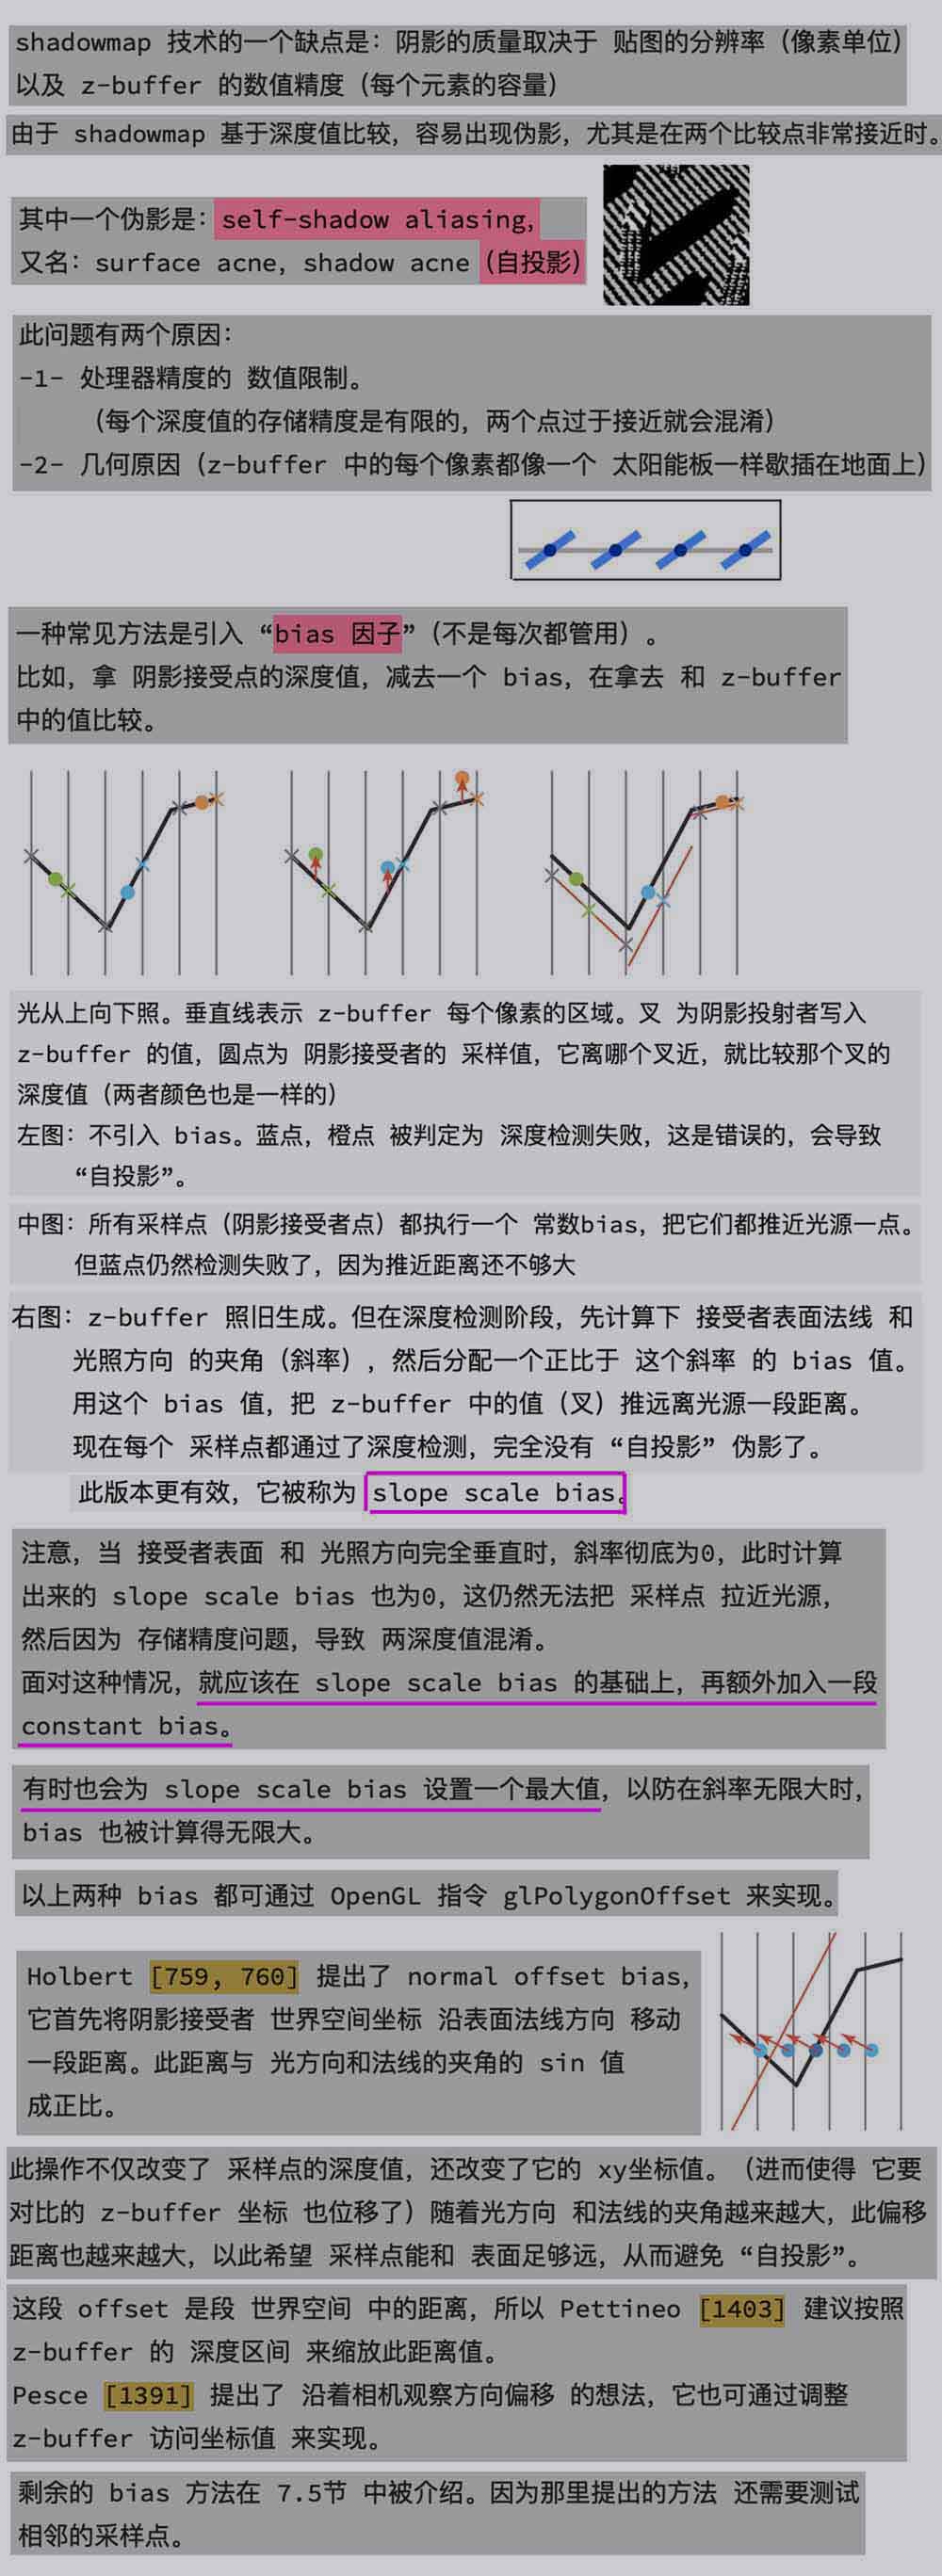 shadowmap 技术的一个缺点是：阴影的质量取决于 贴图的分辨率（像素单位）
以及 z-buffer 的数值精度（每个元素的容量）
由于 shadowmap 基于深度值比较，容易出现伪影，尤其是在两个比较点非常接近时。
其中一个伪影是：self-shadow aliasing,
又名：surface acne, shadow acne（自投影）
此问题有两个原因：
-1- 处理器精度的 数值限制。
（每个深度值的存储精度是有限的，两个点过于接近就会混淆）
-2- 几何原因（z-buffer 中的每个像素都像一个 太阳能板一样歇插在地面上）
一种常见方法是引入 “bias 因子”（不是每次都管用）。
比如，拿 阴影接受点的深度值，减去一个 bias，在拿去 和 z-buffer
中的值比较。
光从上向下照。垂直线表示 z-buffer 每个像素的区域。叉 为阴影投射者写入
z-buffer 的值，圆点为 阴影接受者的 采样值，它离哪个叉近，就比较那个叉的
深度值（两者颜色也是一样的）
左图：不引入 bias。蓝点，橙点 被判定为 深度检测失败，这是错误的，会导致
“自投影”。
中图：所有采样点（阴影接受者点）都执行一个 常数bias，把它们都推近光源一点。
但蓝点仍然检测失败了，因为推近距离还不够大
右图：z-buffer 照旧生成。但在深度检测阶段，先计算下 接受者表面法线 和
光照方向 的夹角（斜率），然后分配一个正比于 这个斜率 的 bias 值。
用这个 bias 值，把 z-buffer 中的值（叉）推远离光源一段距离。
现在每个 采样点都通过了深度检测，完全没有 “自投影” 伪影了。
此版本更有效，它被称为 slope scale bias。
注意，当 接受者表面 和 光照方向完全垂直时，斜率彻底为0，此时计算
出来的 slope scale bias 也为0，这仍然无法把 采样点 拉近光源，
然后因为 存储精度问题，导致 两深度值混淆。
面对这种情况，就应该在 slope scale bias 的基础上，再额外加入一段
constant bias。
有时也会为 slope scale bias 设置一个最大值，以防在斜率无限大时，
bias 也被计算得无限大。
以上两种 bias 都可通过 OpenGL 指令 glPolygonOffset 来实现。
Holbert [759, 760] 提出了 normal offset bias,
它首先将阴影接受者 世界空间坐标 沿表面法线方向 移动
一段距离。此距离与 光方向和法线的夹角的 sin 值
成正比。
此操作不仅改变了 采样点的深度值，还改变了它的 xy坐标值。（进而使得 它要
对比的 z-buffer 坐标 也位移了）随着光方向 和法线的夹角越来越大，此偏移
距离也越来越大，以此希望 采样点能和 表面足够远，从而避免 “自投影”。
这段 offset 是段 世界空间 中的距离，所以 Pettineo [1403] 建议按照
z-buffer 的 深度区间 来缩放此距离值。
Pesce [1391] 提出了 沿着相机观察方向偏移 的想法，它也可通过调整
z-buffer 访问坐标值 来实现。
剩余的 bias 方法在 7.5节 中被介绍。因为那里提出的方法 还需要测试
相邻的采样点。